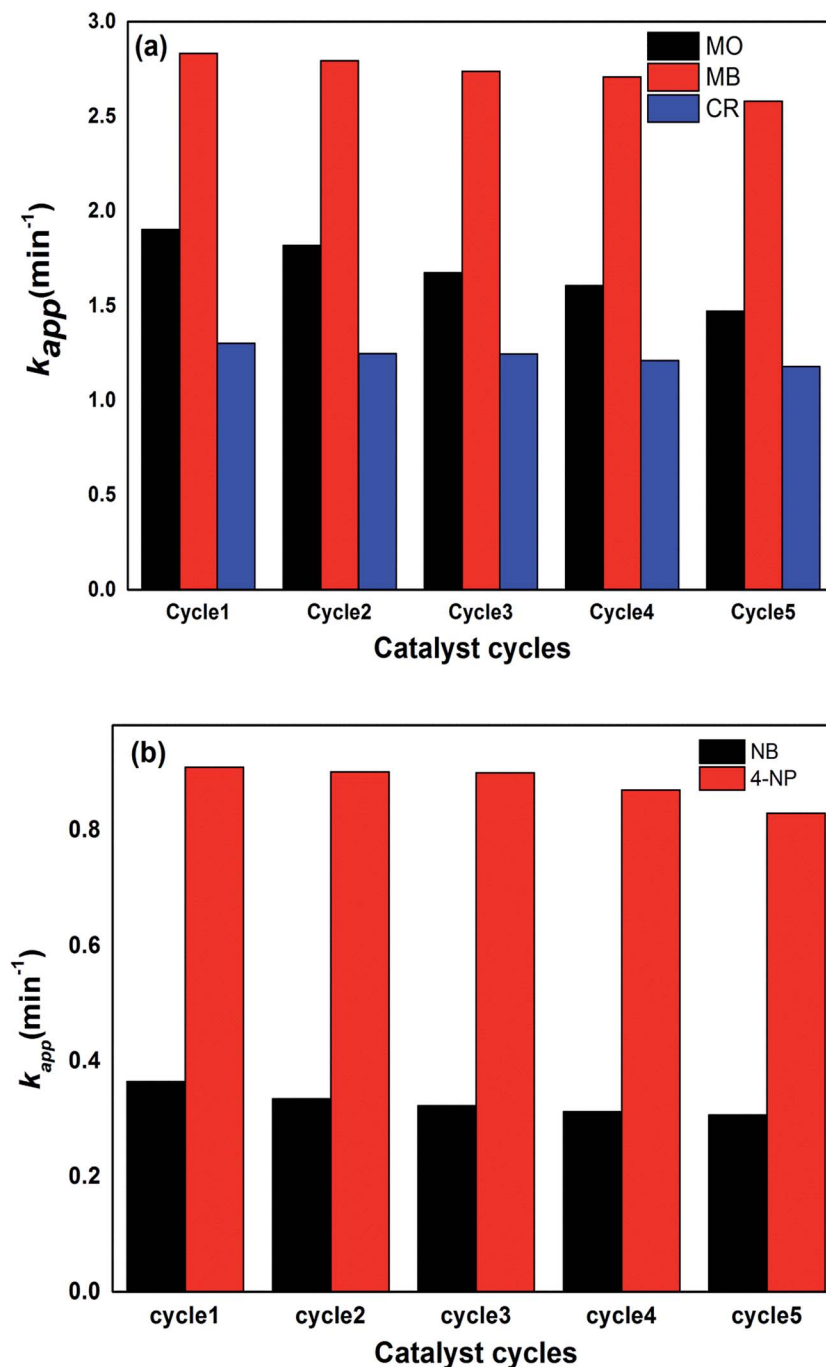 (a)
MO
MB
CR
3.0
2.5
2.0
1.5
1.0
0.5
0.0
k_app(min⁻¹)
Cycle1 Cycle2 Cycle3 Cycle4 Cycle5
Catalyst cycles
(b)
NB
4-NP
0.8
0.6
0.4
0.2
0.0
k_app(min⁻¹)
cycle1 cycle2 cycle3 cycle4 cycle5
Catalyst cycles